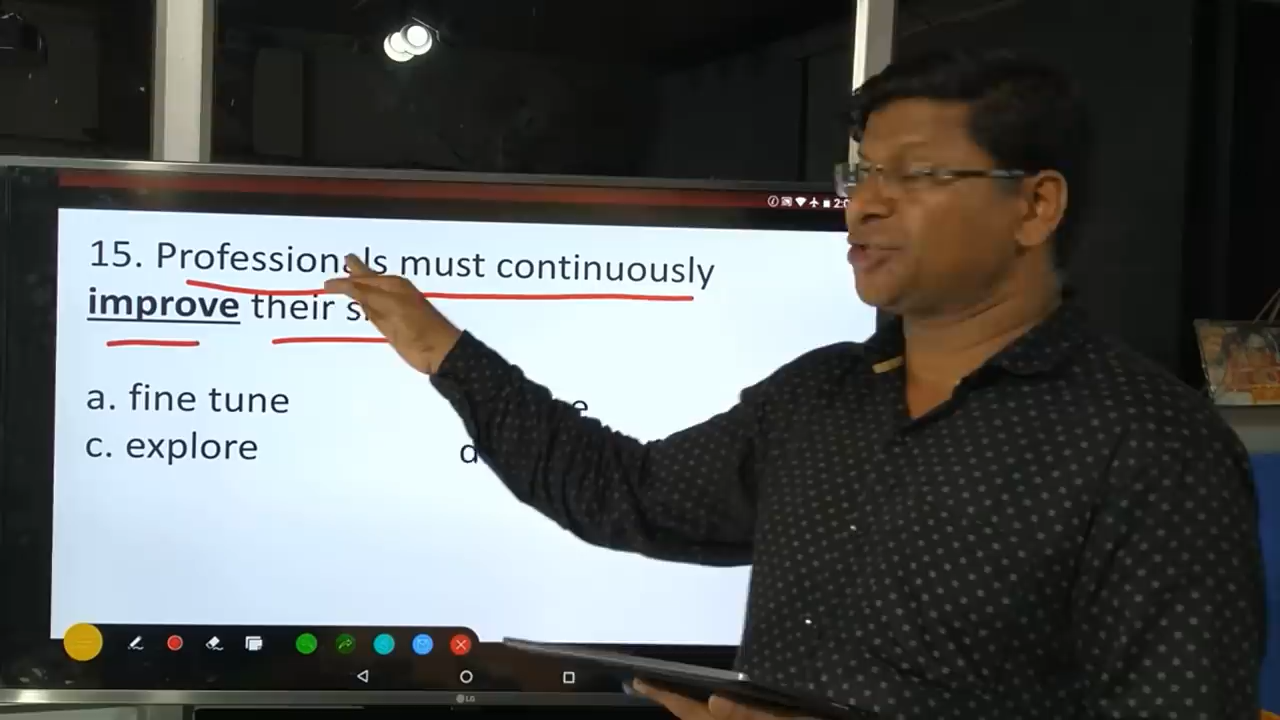 15. Professionals must continuously
improve their
a. fine tune
c. explore
d
LG